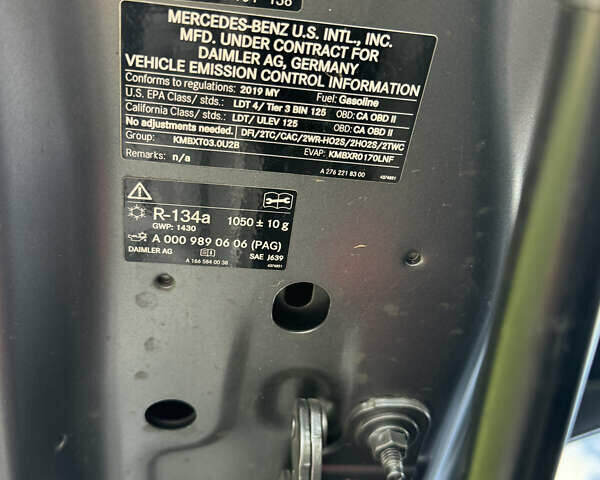 MERCEDES-BENZ U.S. INTL., INC.
MFD. UNDER CONTRACT FOR
DAIMLER AG, GERMANY
VEHICLE EMISSION CONTROL INFORMATION
Conforms to regulations: 2019 MY Fuel: Gasoline
U.S. EPA Class/ stds.: LDT 4/ Tier 3 BIN 125 OBD: CA OBD II
California Class/ stds.: LDT/ ULEV 125 OBD: CA OBD II
No adjustments needed. DFI/2TC/CAC/2WR-HO2S/2HO2S/2TWC
Group: KMBXT03.0U2B EVAP: KMBXR0170LNF
Remarks: n/a A 276 221 83 00
R-134a 1050 ± 10 g
GWP: 1430
A 000 989 06 06 (PAG)
DAIMLER AG SAE J639
A 166 584 00 38